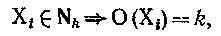 Xᵢ ∈ Nₖ ⇒ O (Xᵢ) = k,